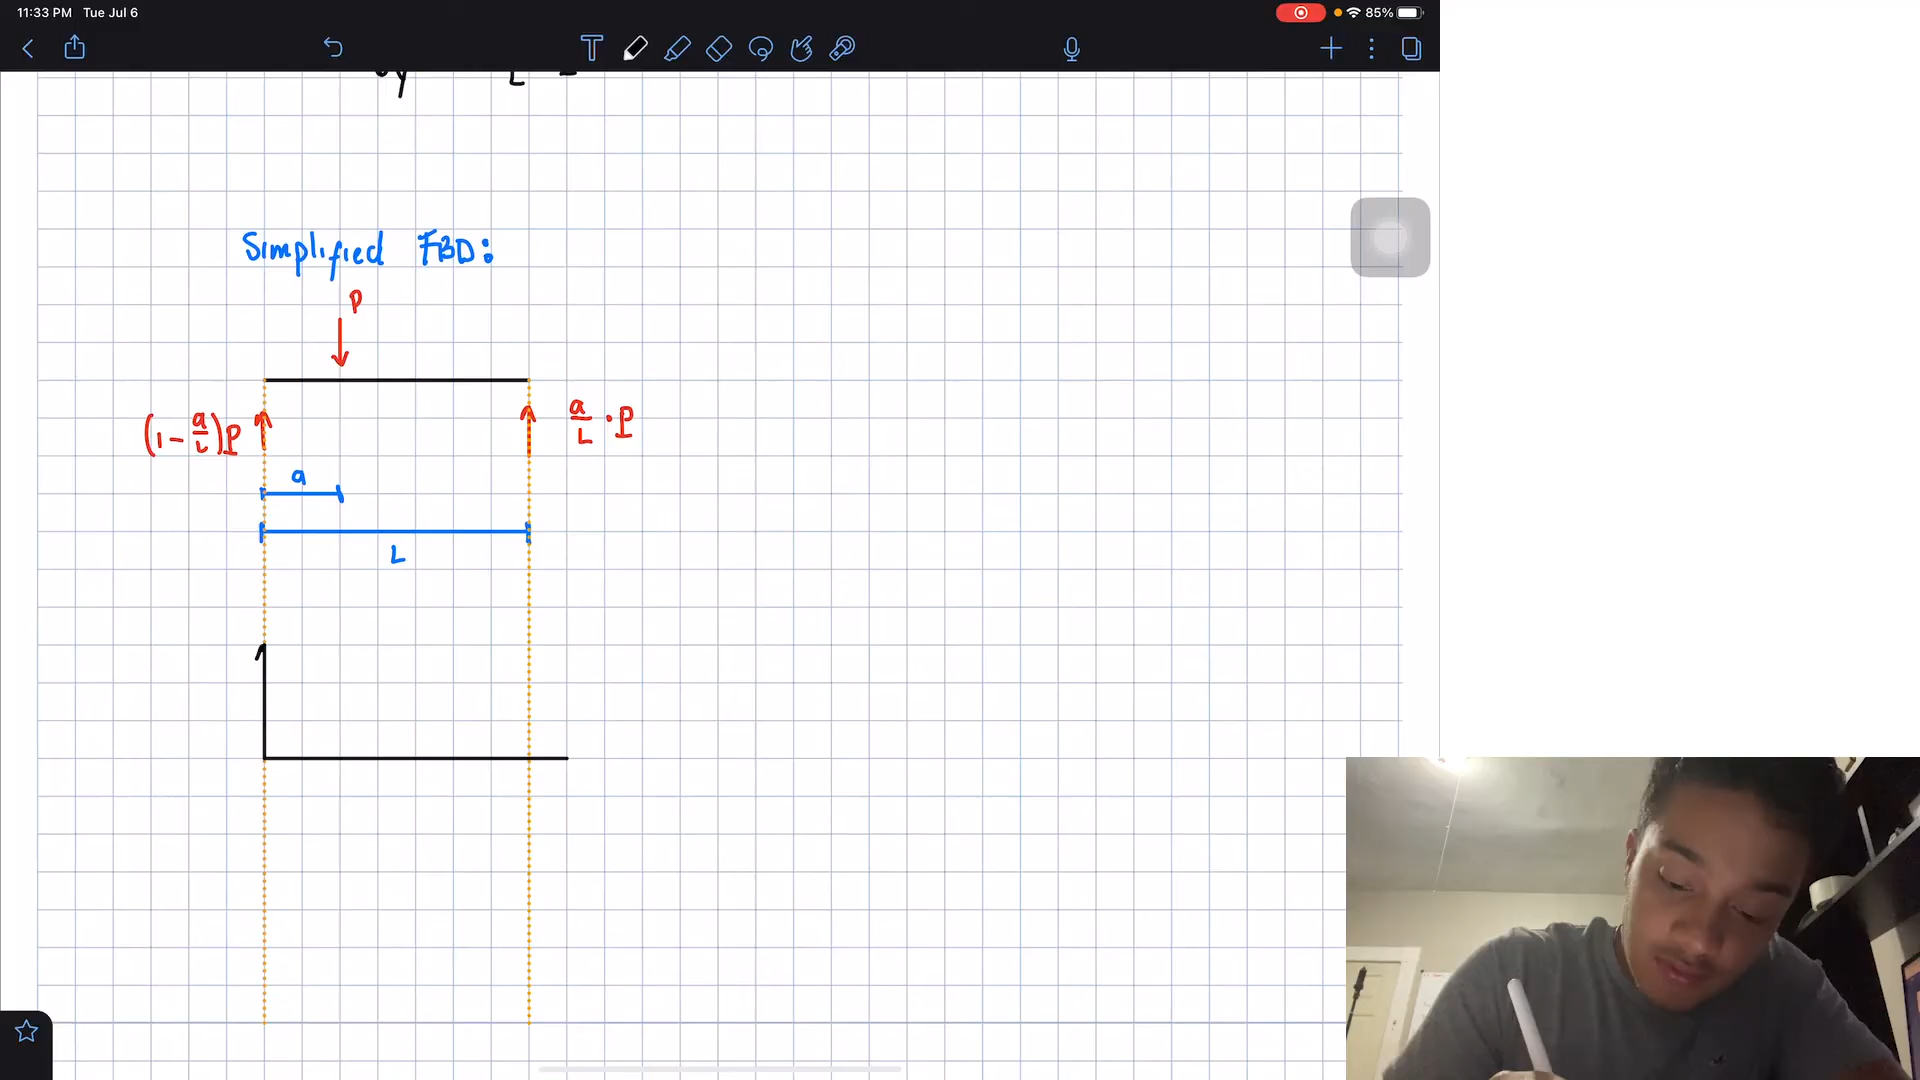 11:33 PM Tue Jul 6
85%
Simplified FBD:
P
(1 - a/L)P
a/L · P
a
L